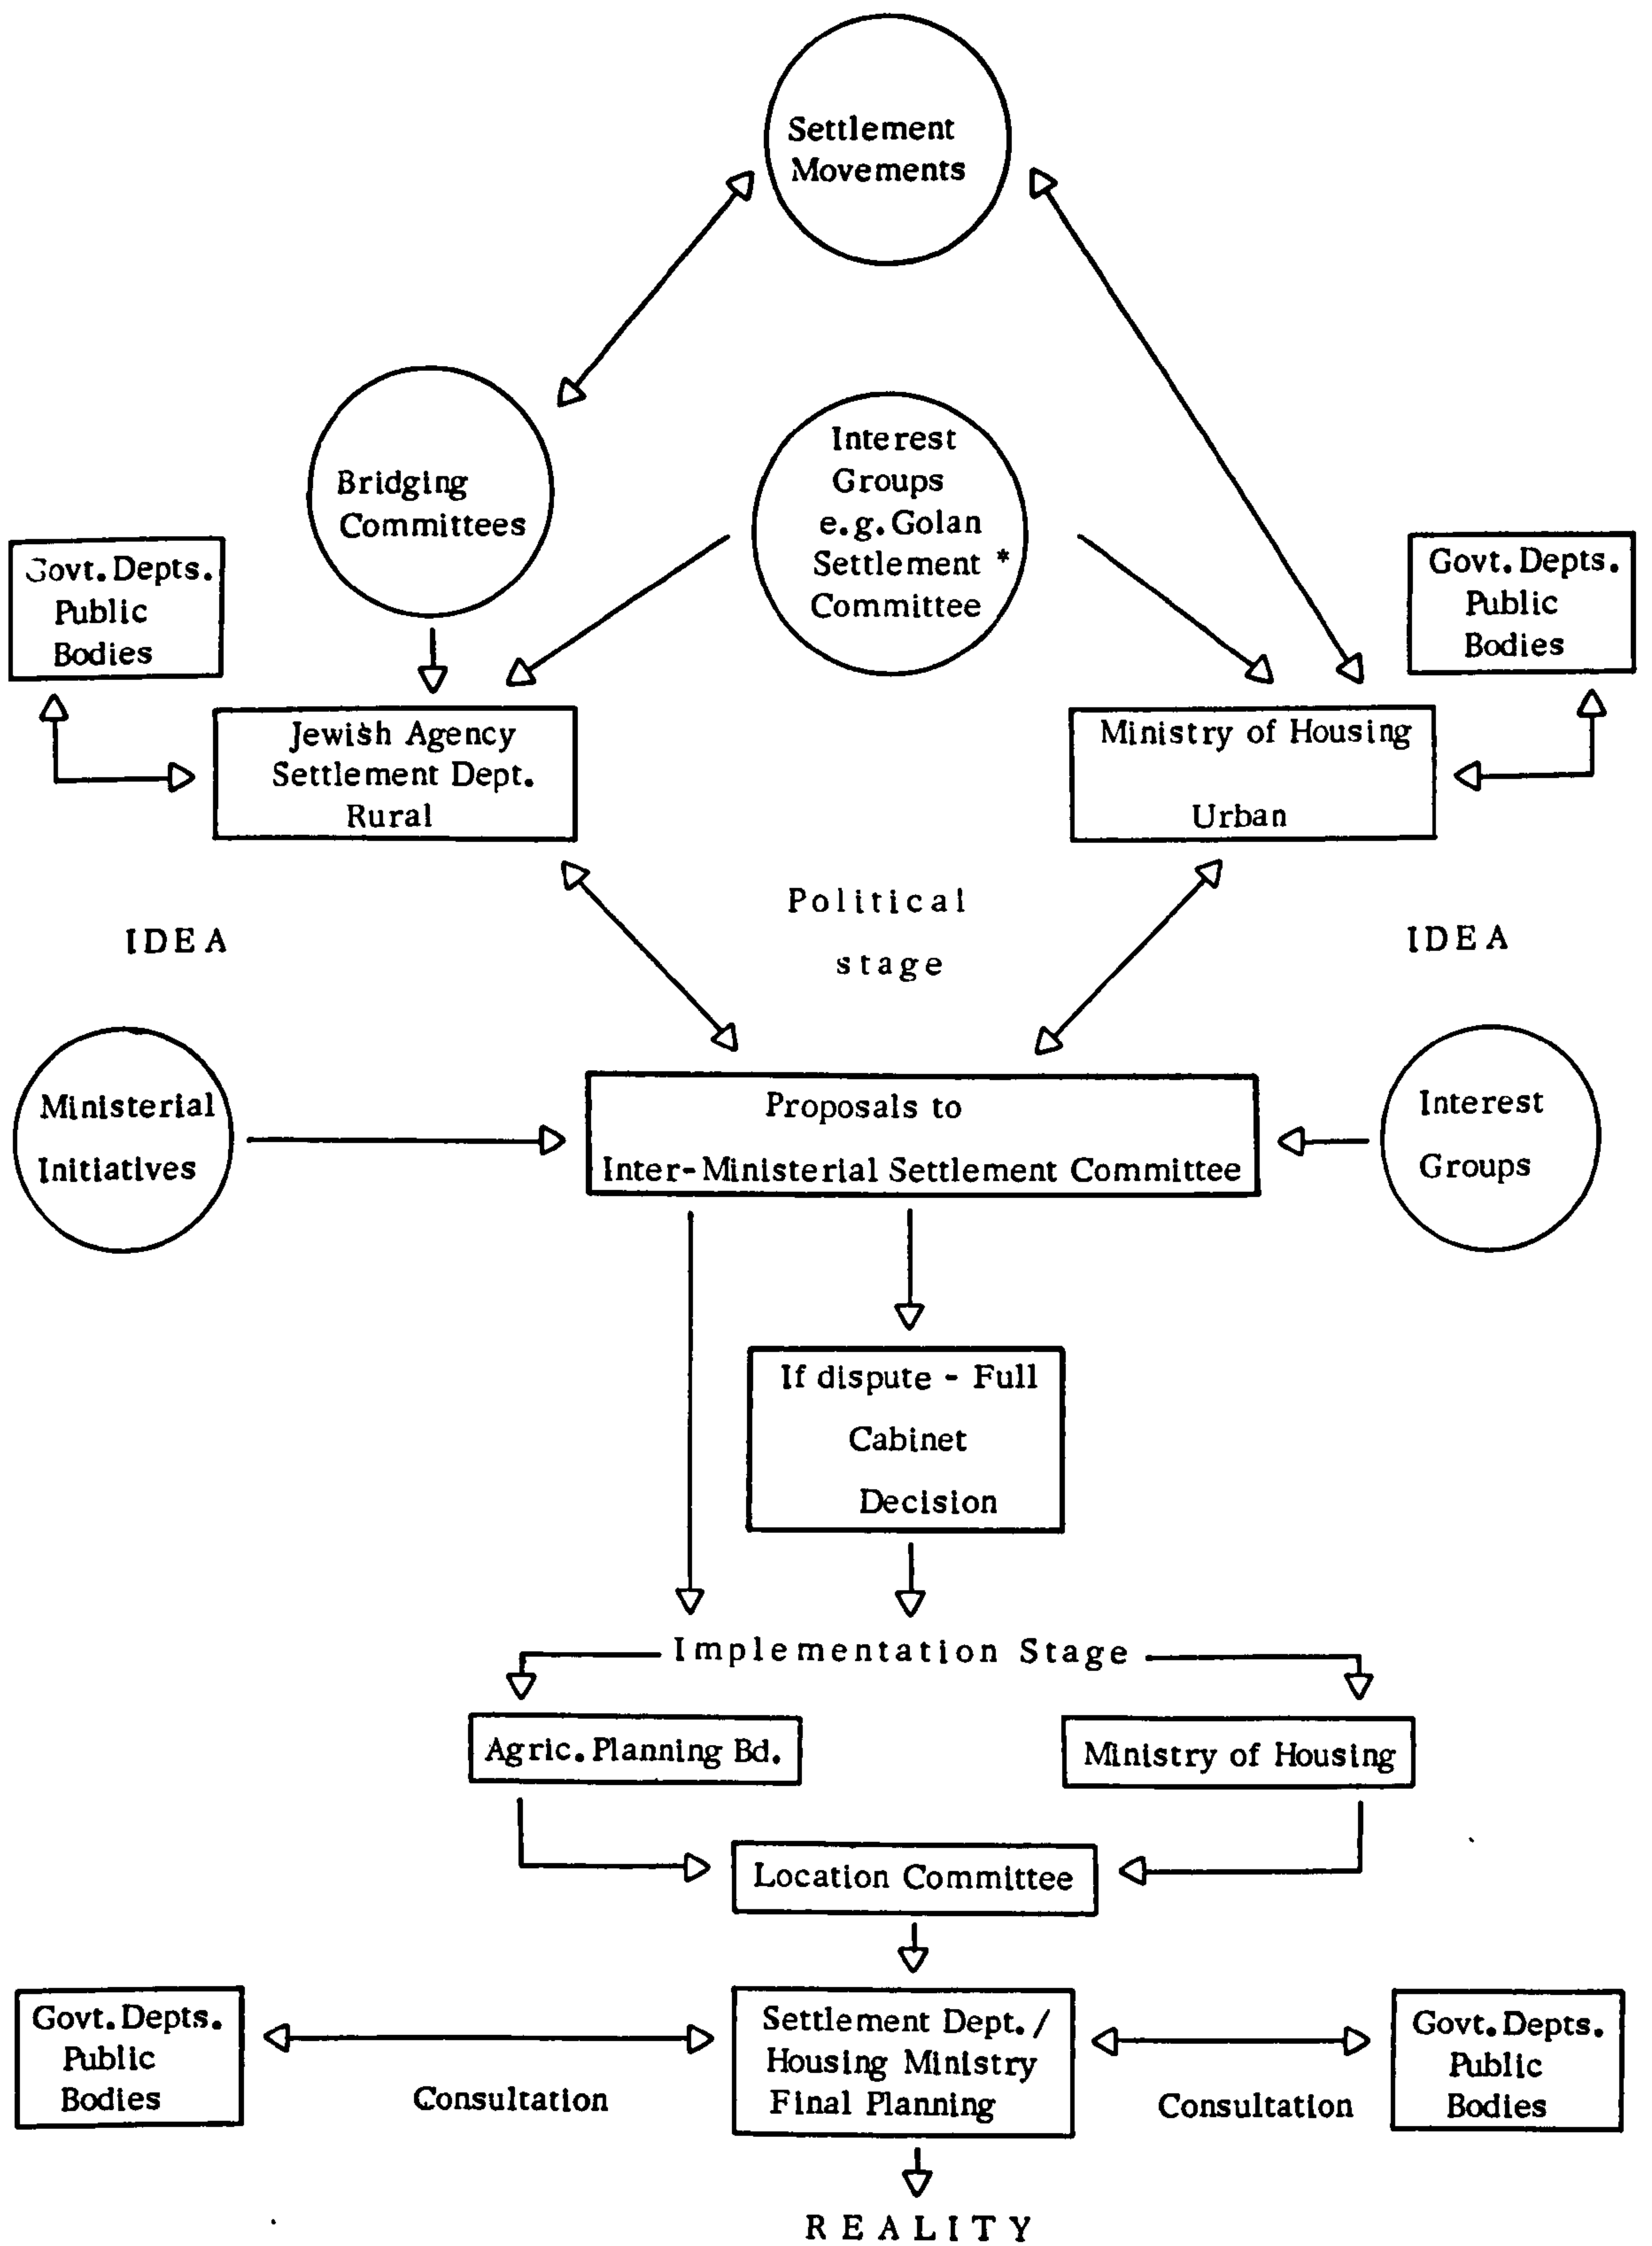 Settlement
Movements
Bridging
Committees
Interest
Groups
e.g. Golan
Settlement *
Committee
Govt. Depts.
Public
Bodies
Govt. Depts.
Public
Bodies
Jewish Agency
Settlement Dept.
Rural
Ministry of Housing
Urban
Political
stage
IDEA
IDEA
Ministerial
Initiatives
Proposals to
Inter-Ministerial Settlement Committee
Interest
Groups
If dispute - Full
Cabinet
Decision
Implementation Stage
Agric. Planning Bd.
Ministry of Housing
Location Committee
Govt. Depts.
Public
Bodies
Consultation
Settlement Dept./
Housing Ministry
Final Planning
Consultation
Govt. Depts.
Public
Bodies
REALITY